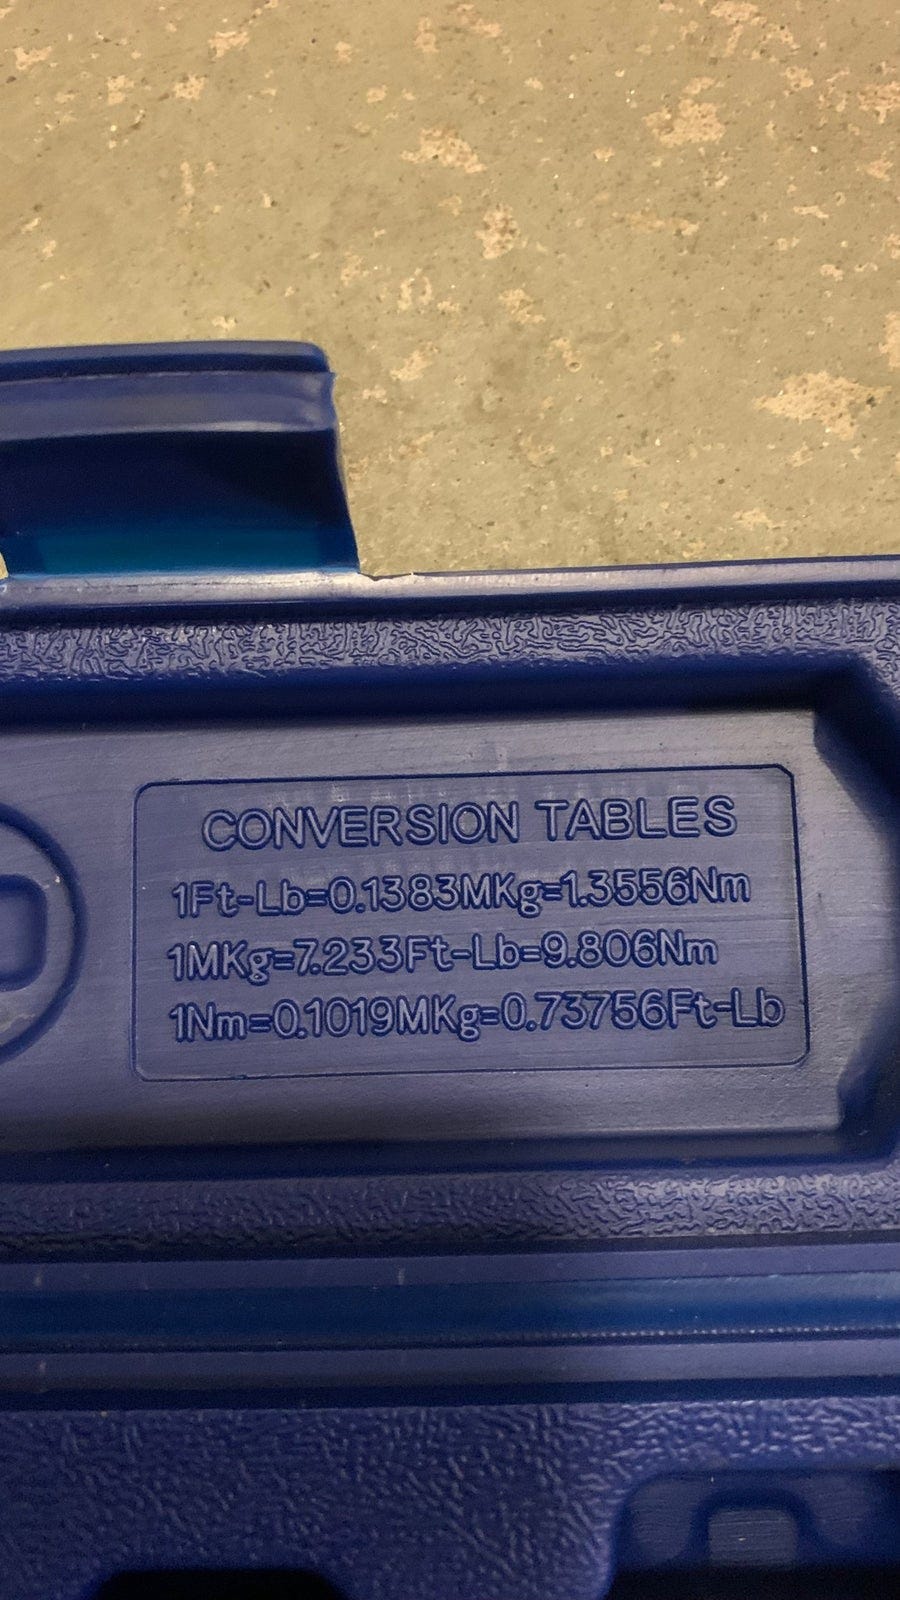 CONVERSION TABLES
1Ft-Lb=0.1383MKg=1.3556Nm
1MKg=7.233Ft-Lb=9.806Nm
1Nm=0.1019MKg=0.73756Ft-Lb